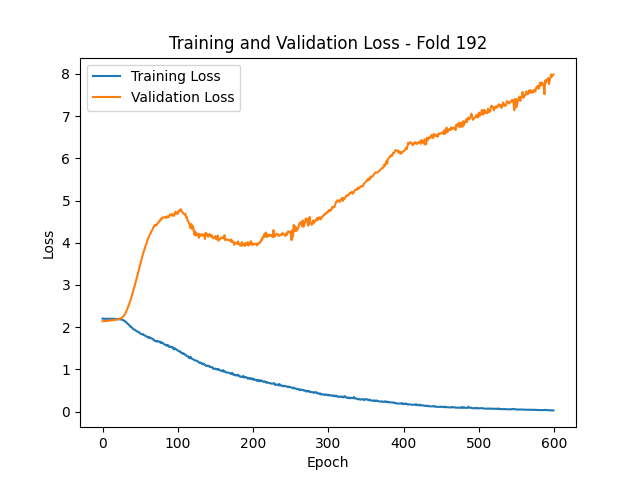 Training and Validation Loss - Fold 192
Training Loss
Validation Loss
Loss
8
7
6
5
4
3
2
1
0
0 100 200 300 400 500 600
Epoch